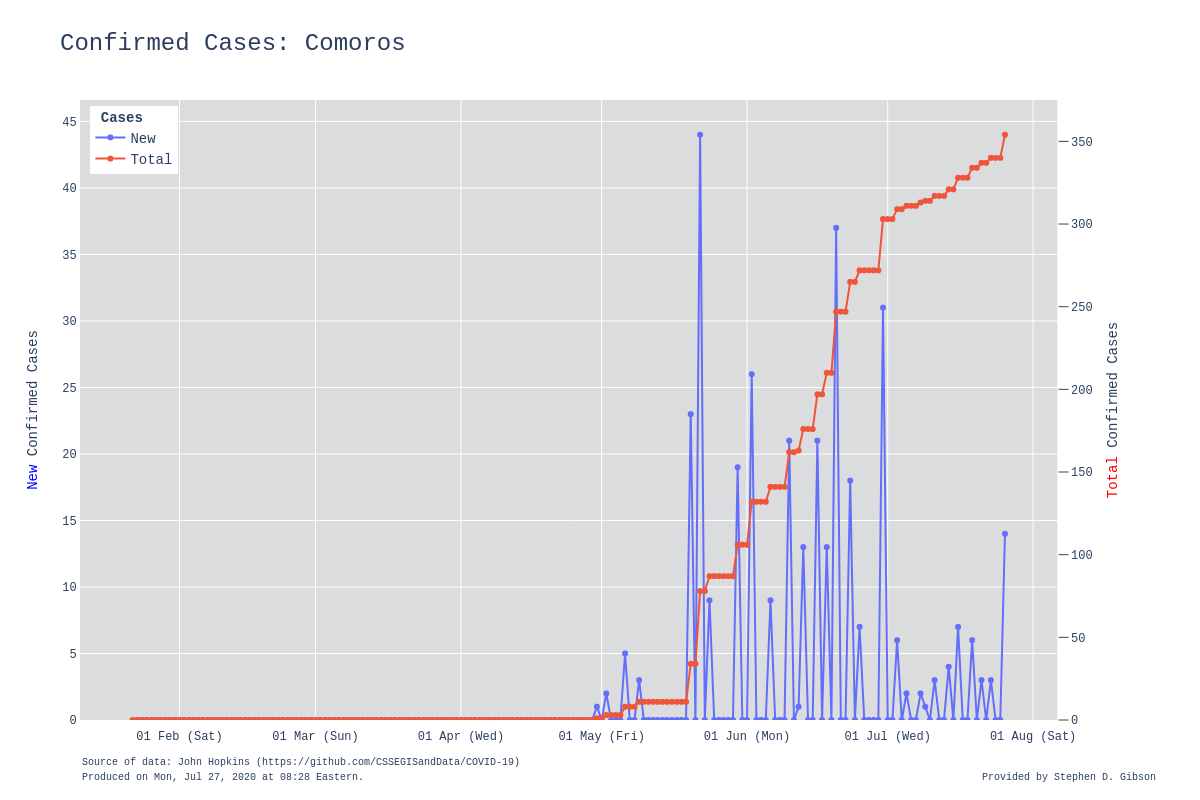 Confirmed Cases: Comoros
Cases
New
Total
45
40
35
30
25
20
15
10
5
0
350
300
250
200
150
100
50
0
New Confirmed Cases
Total Confirmed Cases
01 Feb (Sat)
01 Mar (Sun)
01 Apr (Wed)
01 May (Fri)
01 Jun (Mon)
01 Jul (Wed)
01 Aug (Sat)
Source of data: John Hopkins (https://github.com/CSSEGISandData/COVID-19)
Produced on Mon, Jul 27, 2020 at 08:28 Eastern.
Provided by Stephen D. Gibson